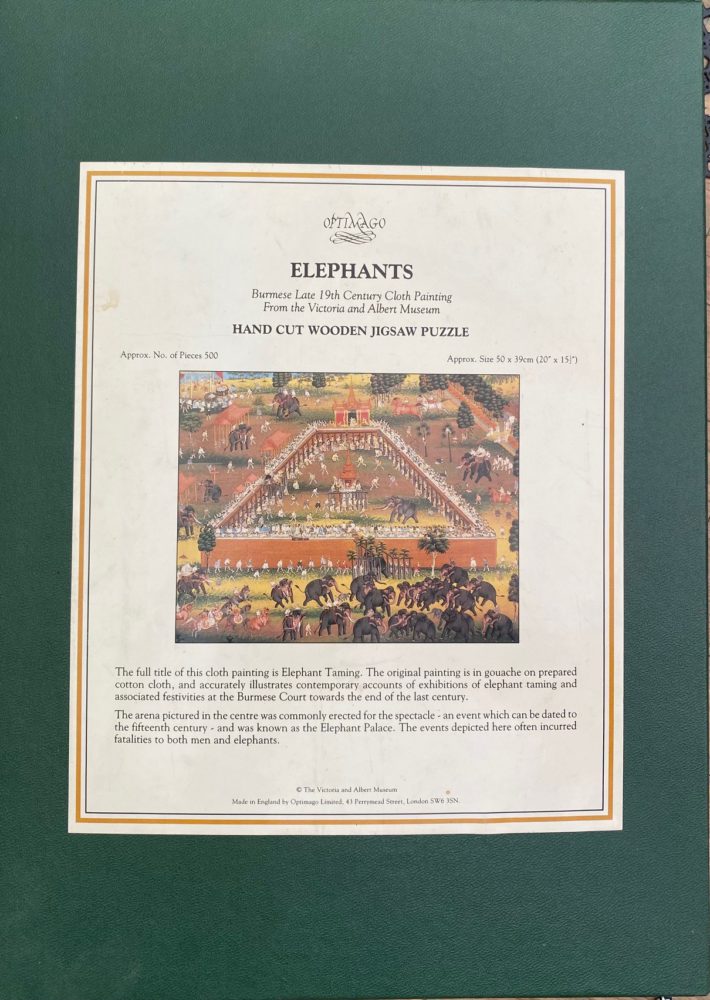 OPTIMAGO
ELEPHANTS
Burmese Late 19th Century Cloth Painting
From the Victoria and Albert Museum
HAND CUT WOODEN JIGSAW PUZZLE
Approx. No. of Pieces 500
Approx. Size 50 x 39cm (20" x 15½")
The full title of this cloth painting is Elephant Taming. The original painting is in gouache on prepared
cotton cloth, and accurately illustrates contemporary accounts of exhibitions of elephant taming and
associated festivities at the Burmese Court towards the end of the last century.
The arena pictured in the centre was commonly erected for the spectacle - an event which can be dated to
the fifteenth century - and was known as the Elephant Palace. The events depicted here often incurred
fatalities to both men and elephants.
© The Victoria and Albert Museum
Made in England by Optimago Limited, 43 Perrymead Street, London SW6 3SN.